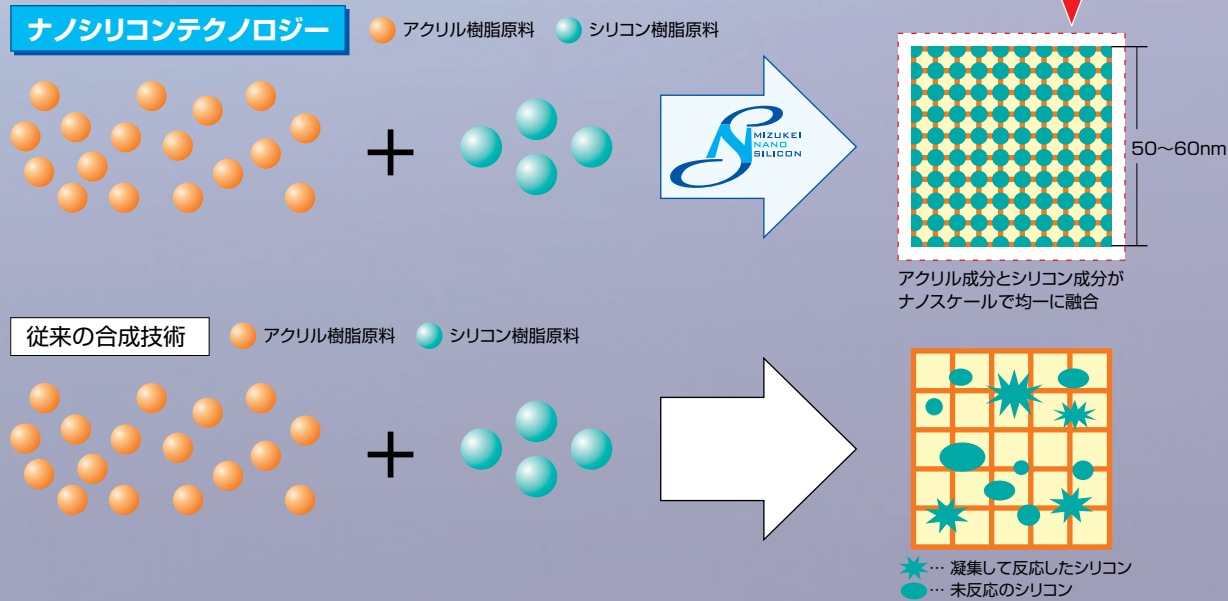 ナノシリコンテクノロジー
アクリル樹脂原料
シリコン樹脂原料
MIZUKEI
NANO
SILICON
50〜60nm
アクリル成分とシリコン成分が
ナノスケールで均一に融合
従来の合成技術
アクリル樹脂原料
シリコン樹脂原料
… 凝集して反応したシリコン
… 未反応のシリコン